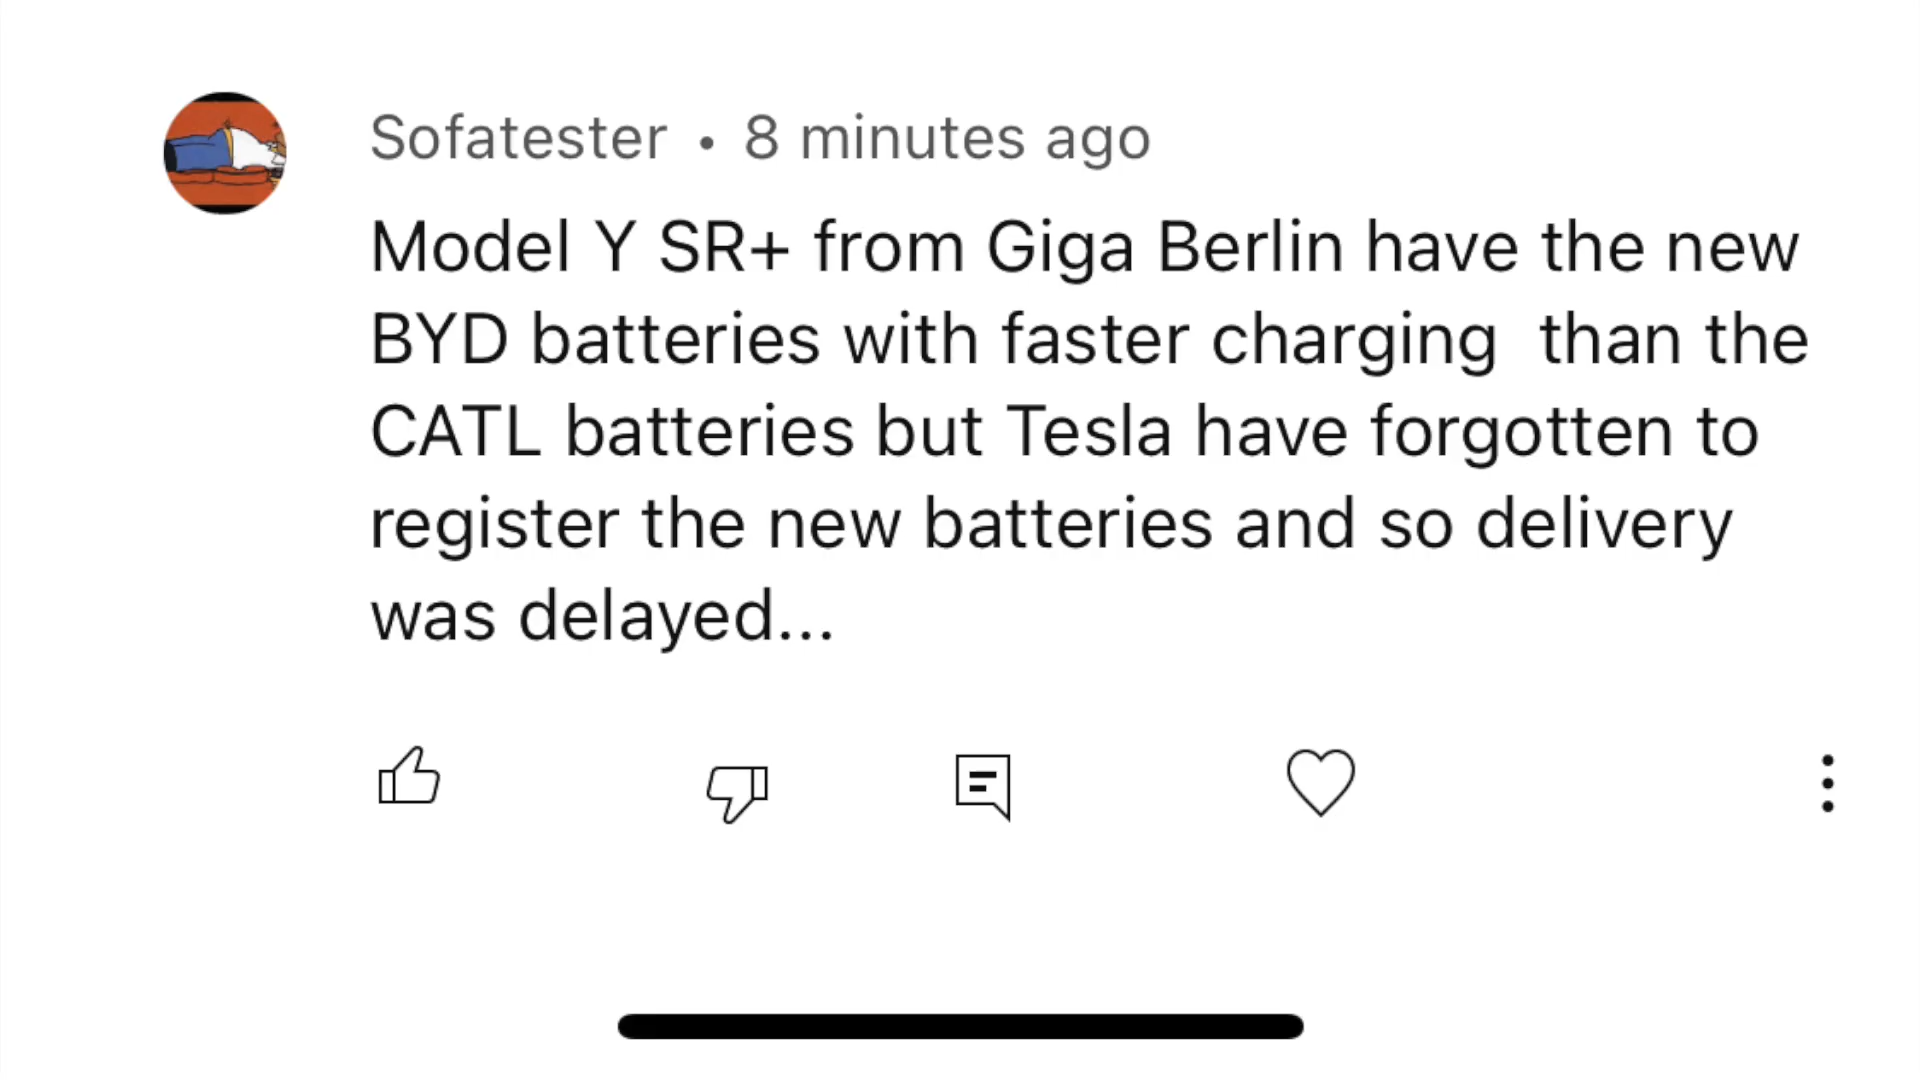 Sofatester • 8 minutes ago
Model Y SR+ from Giga Berlin have the new
BYD batteries with faster charging  than the
CATL batteries but Tesla have forgotten to
register the new batteries and so delivery
was delayed...